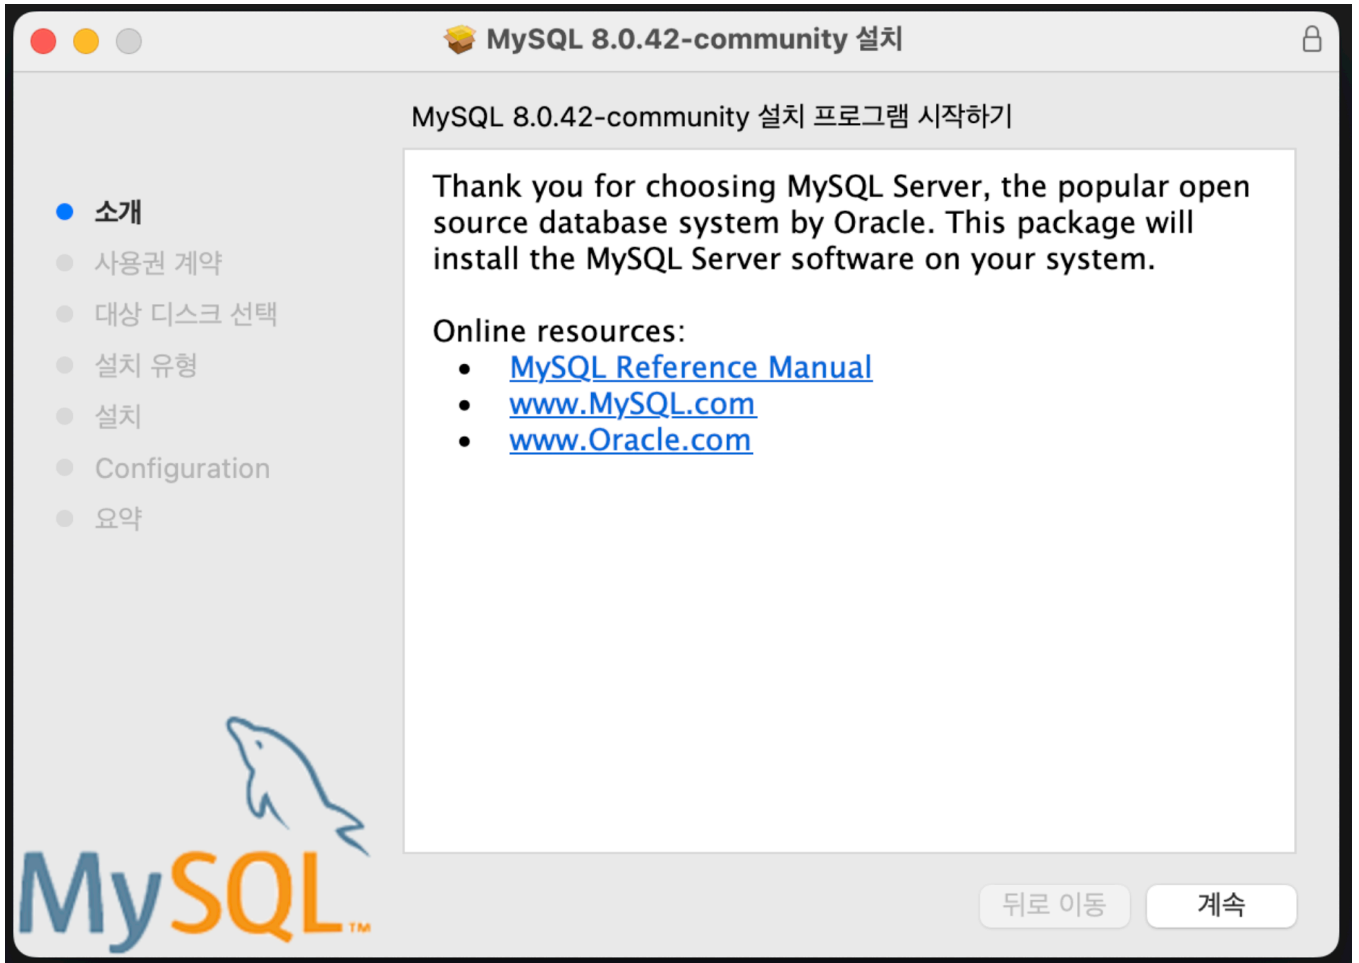 MySQL 8.0.42-community 설치
MySQL 8.0.42-community 설치 프로그램 시작하기
소개
사용권 계약
대상 디스크 선택
설치 유형
설치
Configuration
요약
Thank you for choosing MySQL Server, the popular open
source database system by Oracle. This package will
install the MySQL Server software on your system.
Online resources:
• MySQL Reference Manual
• www.MySQL.com
• www.Oracle.com
MySQL™
뒤로 이동
계속